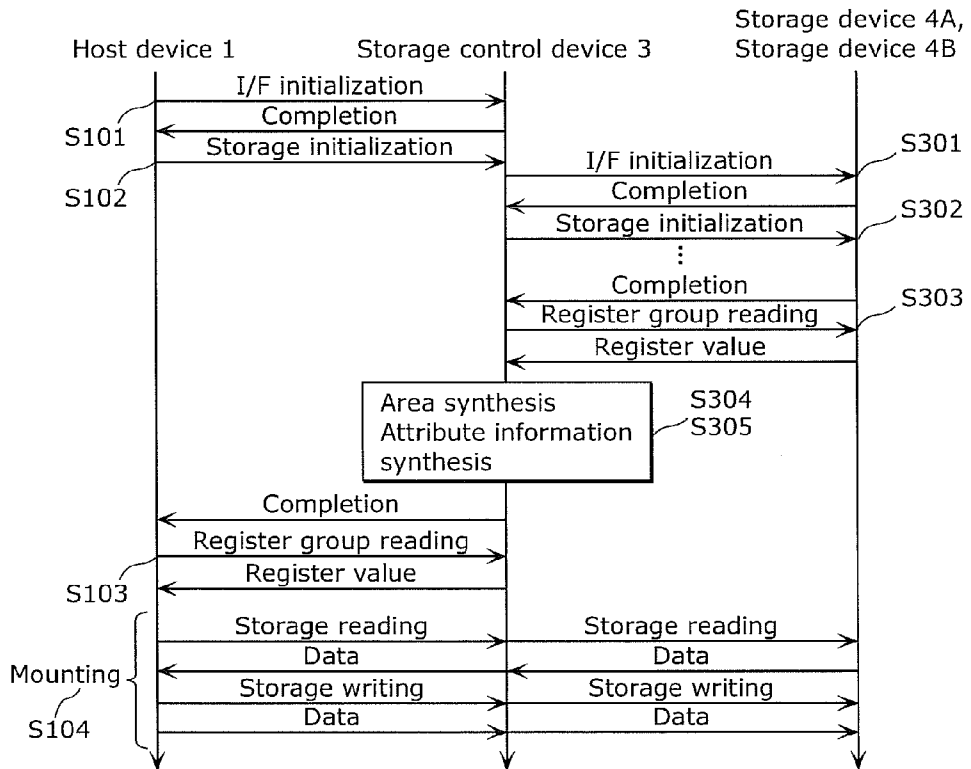 Storage device 4A,
Host device 1 Storage control device 3 Storage device 4B
I/F initialization
Completion
S101
Storage initialization
I/F initialization
S301
S102
Completion
Storage initialization
S302
Completion
Register group reading
S303
Register value
Area synthesis
S304
Attribute information
S305
synthesis
Completion
Register group reading
Register value
S103
Storage reading Storage reading
Data Data
Mounting
Storage writing Storage writing
S104
Data Data